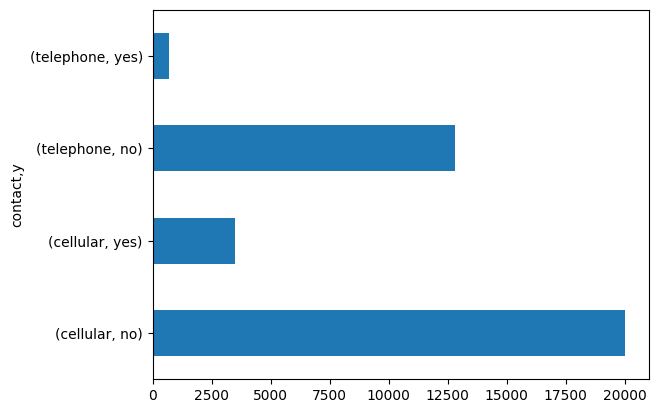 (telephone, yes)
(telephone, no)
(cellular, yes)
(cellular, no)
contact,y
0 2500 5000 7500 10000 12500 15000 17500 20000